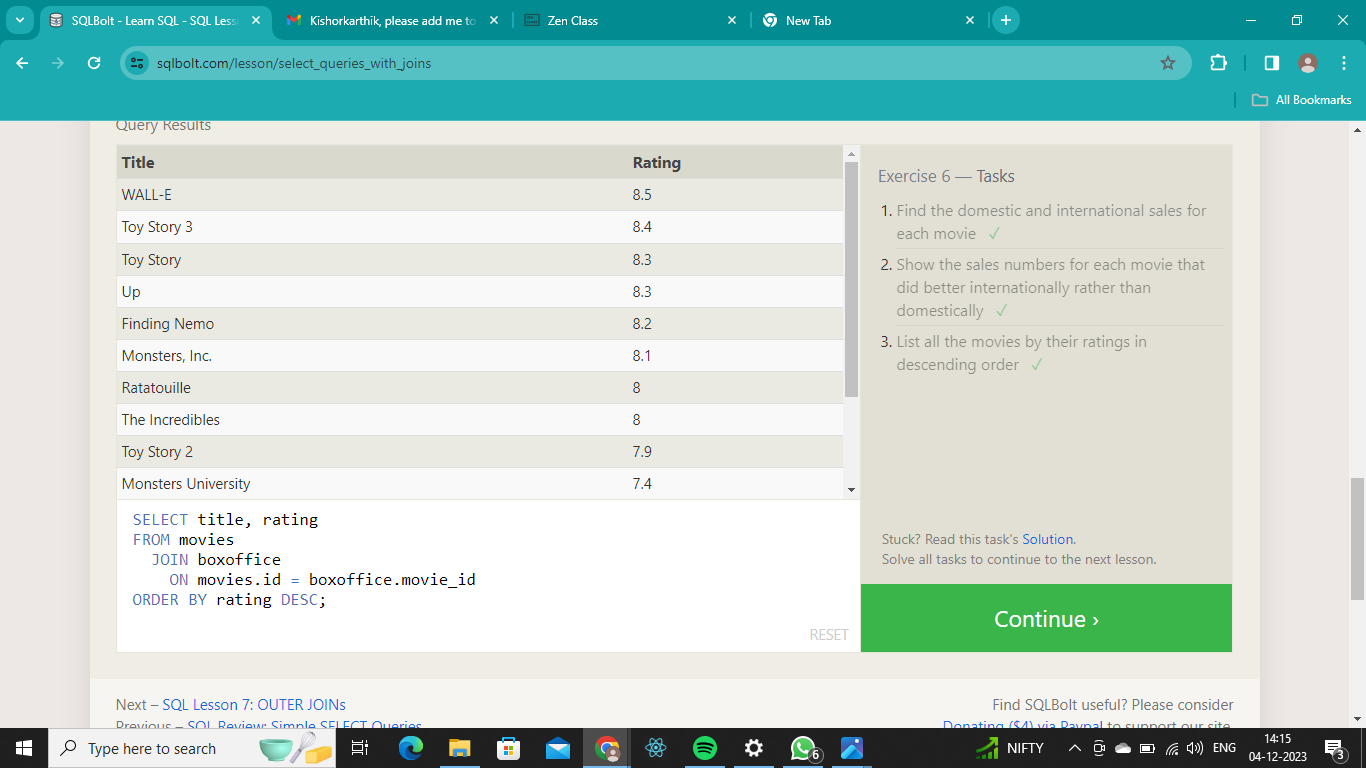 SQLBolt - Learn SQL - SQL Less
Kishorkarthik, please add me to
Zen Class
New Tab
sqlbolt.com/lesson/select_queries_with_joins
All Bookmarks
Query Results
Title Rating
WALL-E 8.5
Toy Story 3 8.4
Toy Story 8.3
Up 8.3
Finding Nemo 8.2
Monsters, Inc. 8.1
Ratatouille 8
The Incredibles 8
Toy Story 2 7.9
Monsters University 7.4
SELECT title, rating
FROM movies
JOIN boxoffice
ON movies.id = boxoffice.movie_id
ORDER BY rating DESC;
RESET
Exercise 6 — Tasks
1. Find the domestic and international sales for
each movie ✓
2. Show the sales numbers for each movie that
did better internationally rather than
domestically ✓
3. List all the movies by their ratings in
descending order ✓
Stuck? Read this task's Solution.
Solve all tasks to continue to the next lesson.
Continue ›
Next – SQL Lesson 7: OUTER JOINs
Previous – SQL Review: Simple SELECT Queries
Find SQLBolt useful? Please consider
Donating ($4) via Paypal to support our site.
Type here to search
6
NIFTY
ENG
14:15
04-12-2023
3